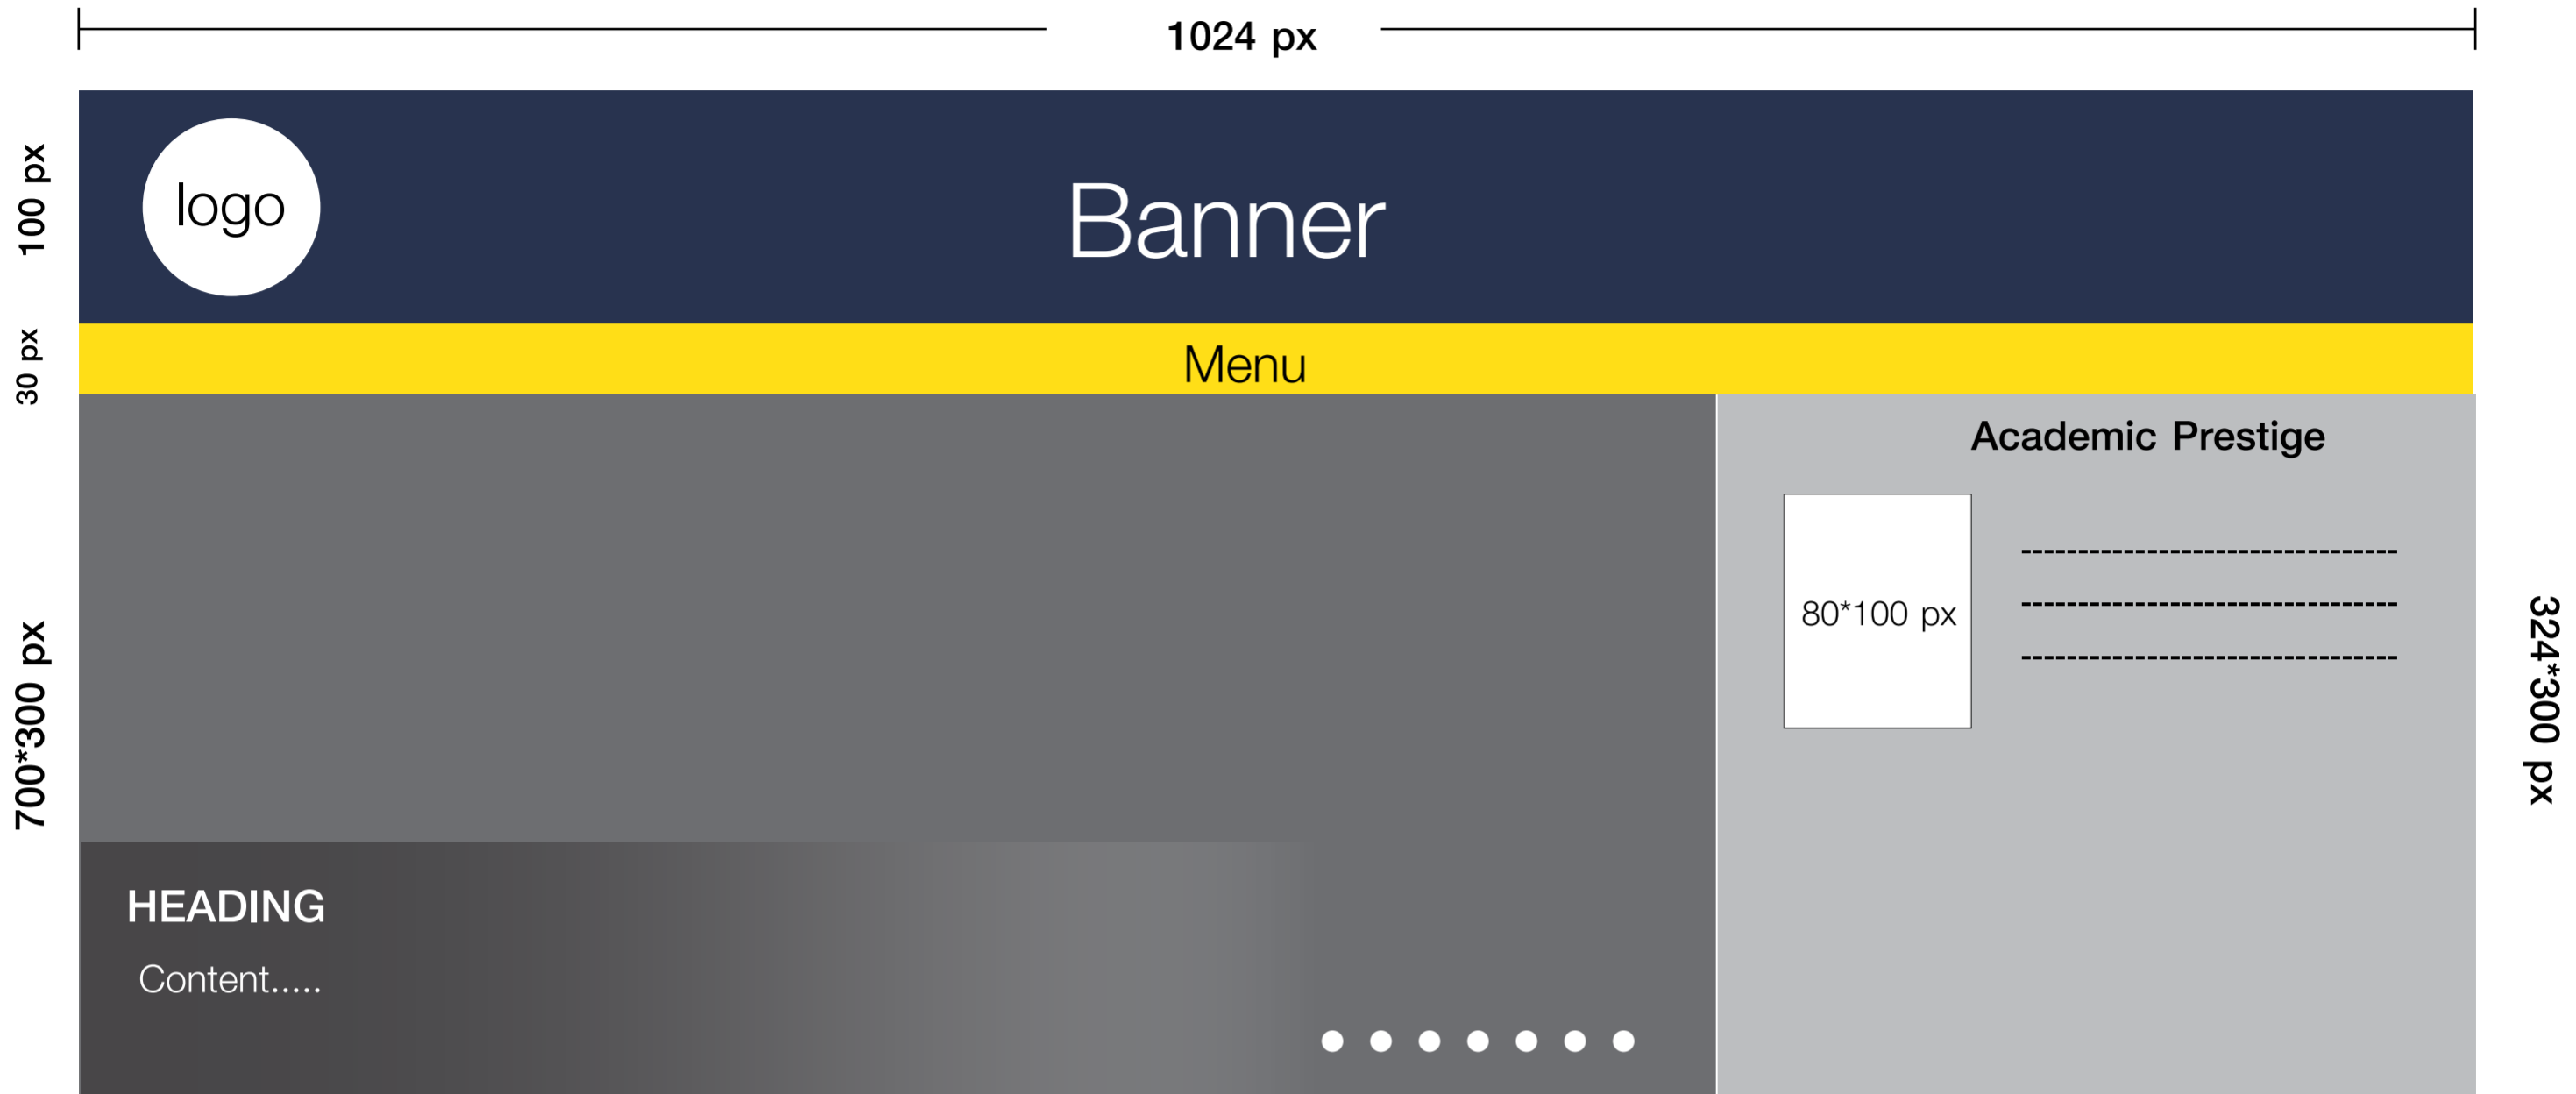 1024 px
100 px
logo
Banner
30 px
Menu
Academic Prestige
80*100 px
700*300 px
324*300 px
HEADING
Content.....